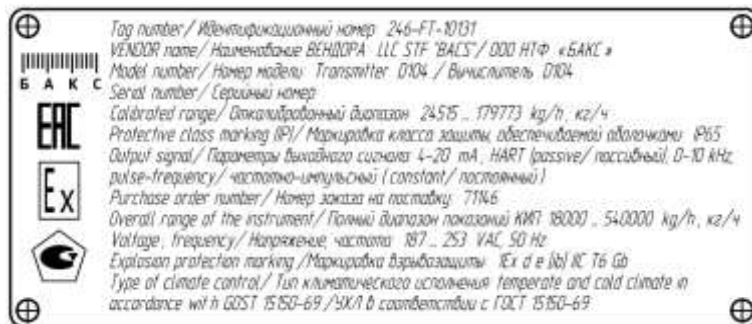 Tag number/ Идентификационный номер 246-FT-10131
VENDOR name/ Наименование ВЕНДОРА LLC STF "BACS"/ ООО НТФ «БАКС»
Model number/ Номер модели Transmitter D104 / Вычислитель D104
Serial number/ Серийный номер
Calibrated range/ Откалиброванный диапазон 24515 .. 179773 kg/h, кг/ч
Protective class marking (IP)/ Маркировка класса защиты, обеспечиваемой оболочками IP65
Output signal/ Параметры выходного сигнала 4-20 mA, HART (passive/ пассивный), 0-10 kHz,
pulse-frequency/ частотно-импульсный (constant/ постоянный)
Purchase order number/ Номер заказа на поставку 71146
Overall range of the instrument/ Полный диапазон показаний КИП 18000 .. 540000 kg/h, кг/ч
Voltage, frequency/ Напряжение, частота 187 .. 253 VAC, 50 Hz
Explosion protection marking /Маркировка взрывозащиты 1Ex d e [ib] IIC T6 Gb
Type of climate control/ Тип климатического исполнения temperate and cold climate in
accordance with GOST 15150-69 /УХЛ в соответствии с ГОСТ 15150-69
БАКС
EAC
Ex